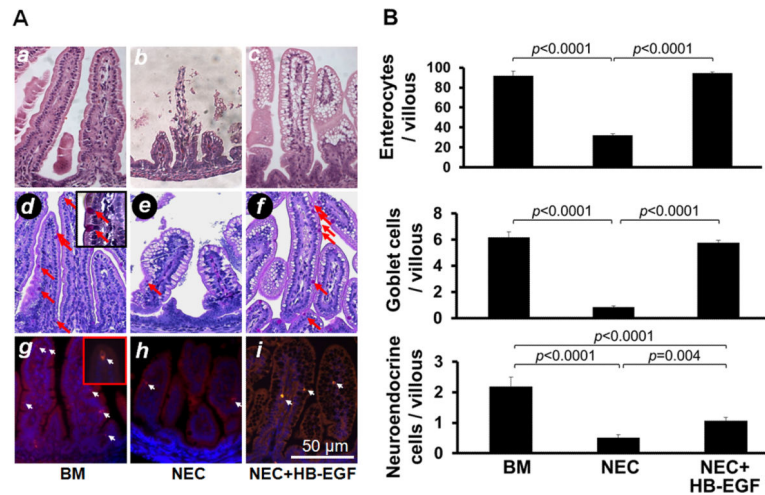 A
a
b
c
d
e
f
g
h
i
50 µm
BM
NEC
NEC+HB-EGF
B
p<0.0001
p<0.0001
Enterocytes
/ villous
100
80
60
40
20
0
p<0.0001
p<0.0001
Goblet cells
/ villous
8
6
4
2
0
p<0.0001
p<0.0001
p=0.004
Neuroendocrine
cells / villous
3
2
1
0
BM
NEC
NEC+
HB-EGF